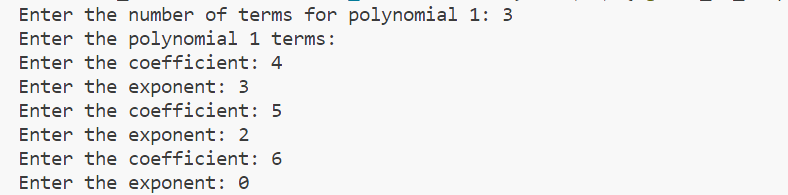 Enter the number of terms for polynomial 1: 3
Enter the polynomial 1 terms:
Enter the coefficient: 4
Enter the exponent: 3
Enter the coefficient: 5
Enter the exponent: 2
Enter the coefficient: 6
Enter the exponent: 0